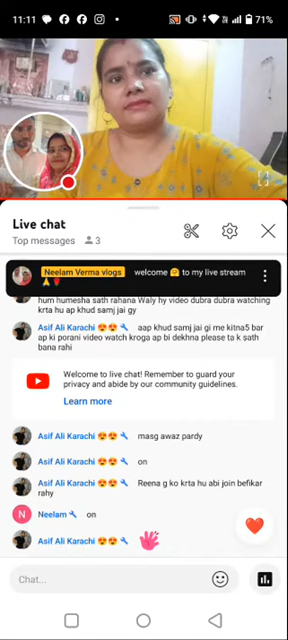 11:11
71%
Live chat
Top messages 3
Neelam Verma vlogs welcome 🤗 to my live stream
🙏🌹
hum humesha sath rahana Waly hy video dubra dubra watching
krta hu ap khud samj jai gy
Asif Ali Karachi 😍😍 🔧 aap khud samj jai gi me kitna5 bar
ap ki porani video watch kroga ap bi dekhna please ta k sath
bana rahi
Welcome to live chat! Remember to guard your
privacy and abide by our community guidelines.
Learn more
Asif Ali Karachi 😍😍 🔧 masg awaz pardy
Asif Ali Karachi 😍😍 🔧 on
Asif Ali Karachi 😍😍 🔧 Reena g ko krta hu abi join befikar
rahy
N Neelam 🔧 on
Asif Ali Karachi 😍😍 🔧
Chat...